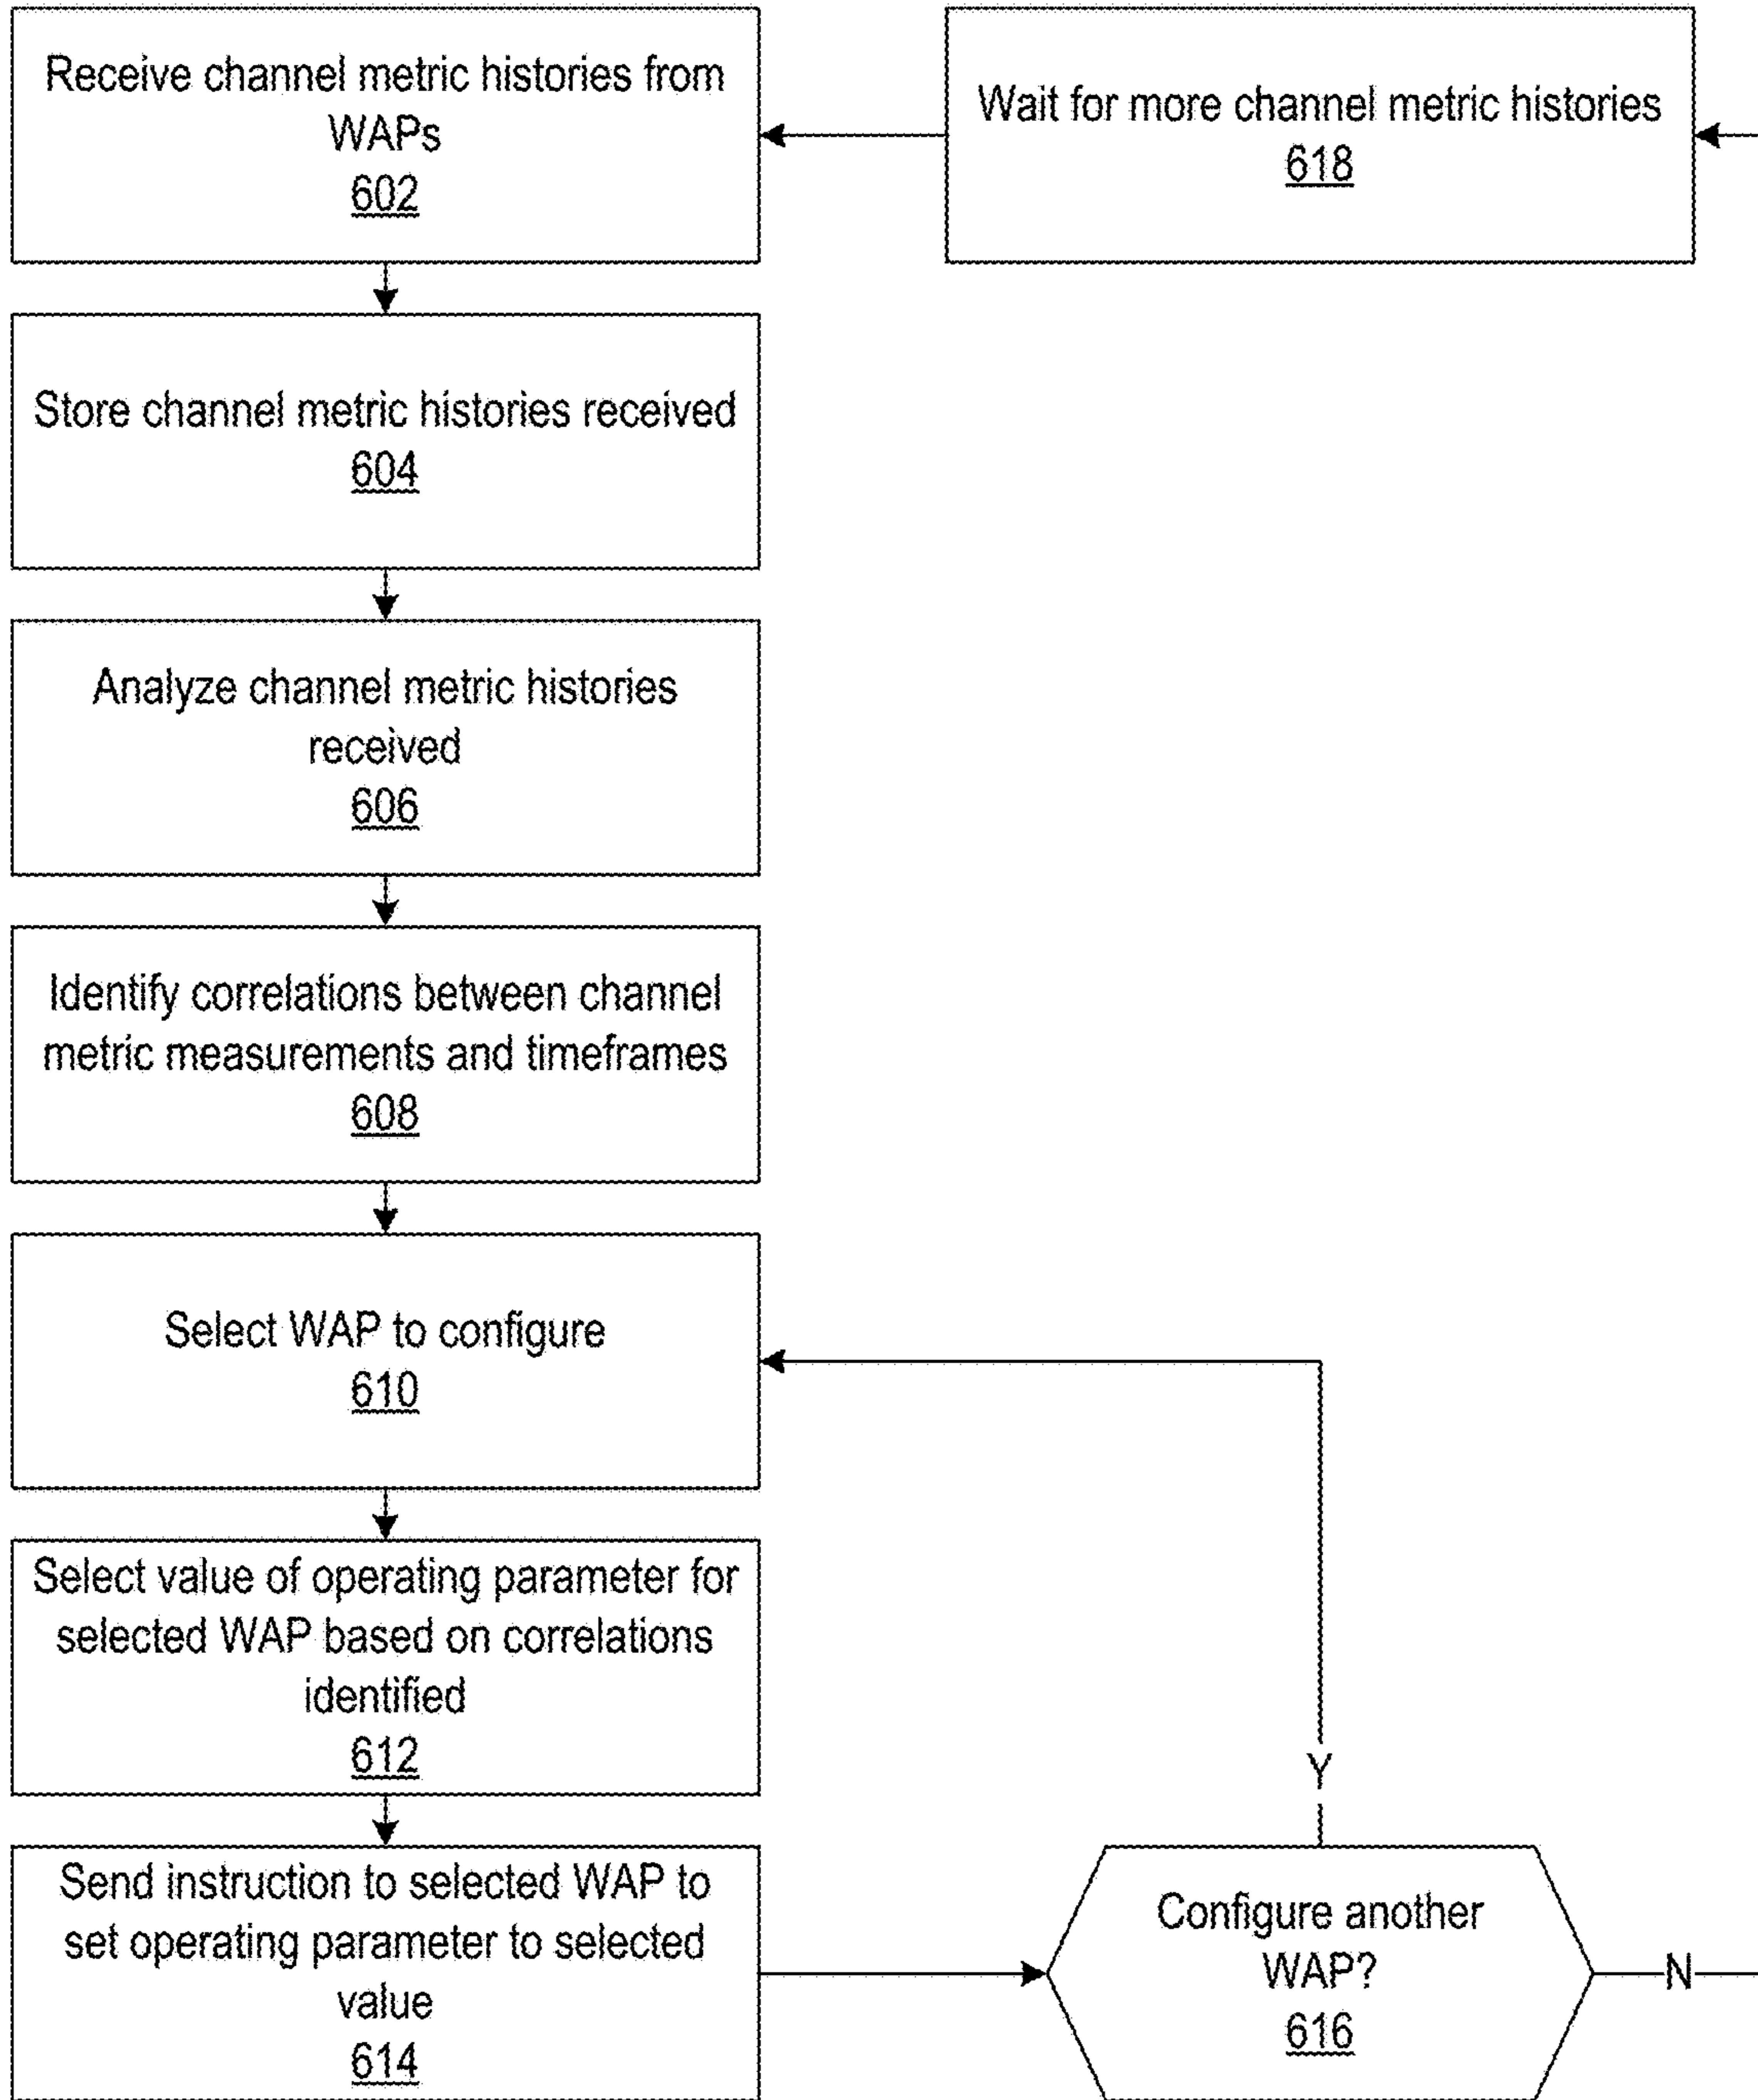 Receive channel metric histories from
WAPs
602
Wait for more channel metric histories
618
Store channel metric histories received
604
Analyze channel metric histories
received
606
Identify correlations between channel
metric measurements and timeframes
608
Select WAP to configure
610
Select value of operating parameter for
selected WAP based on correlations
identified
612
Y
Send instruction to selected WAP to
set operating parameter to selected
value
614
Configure another
WAP?
616
N